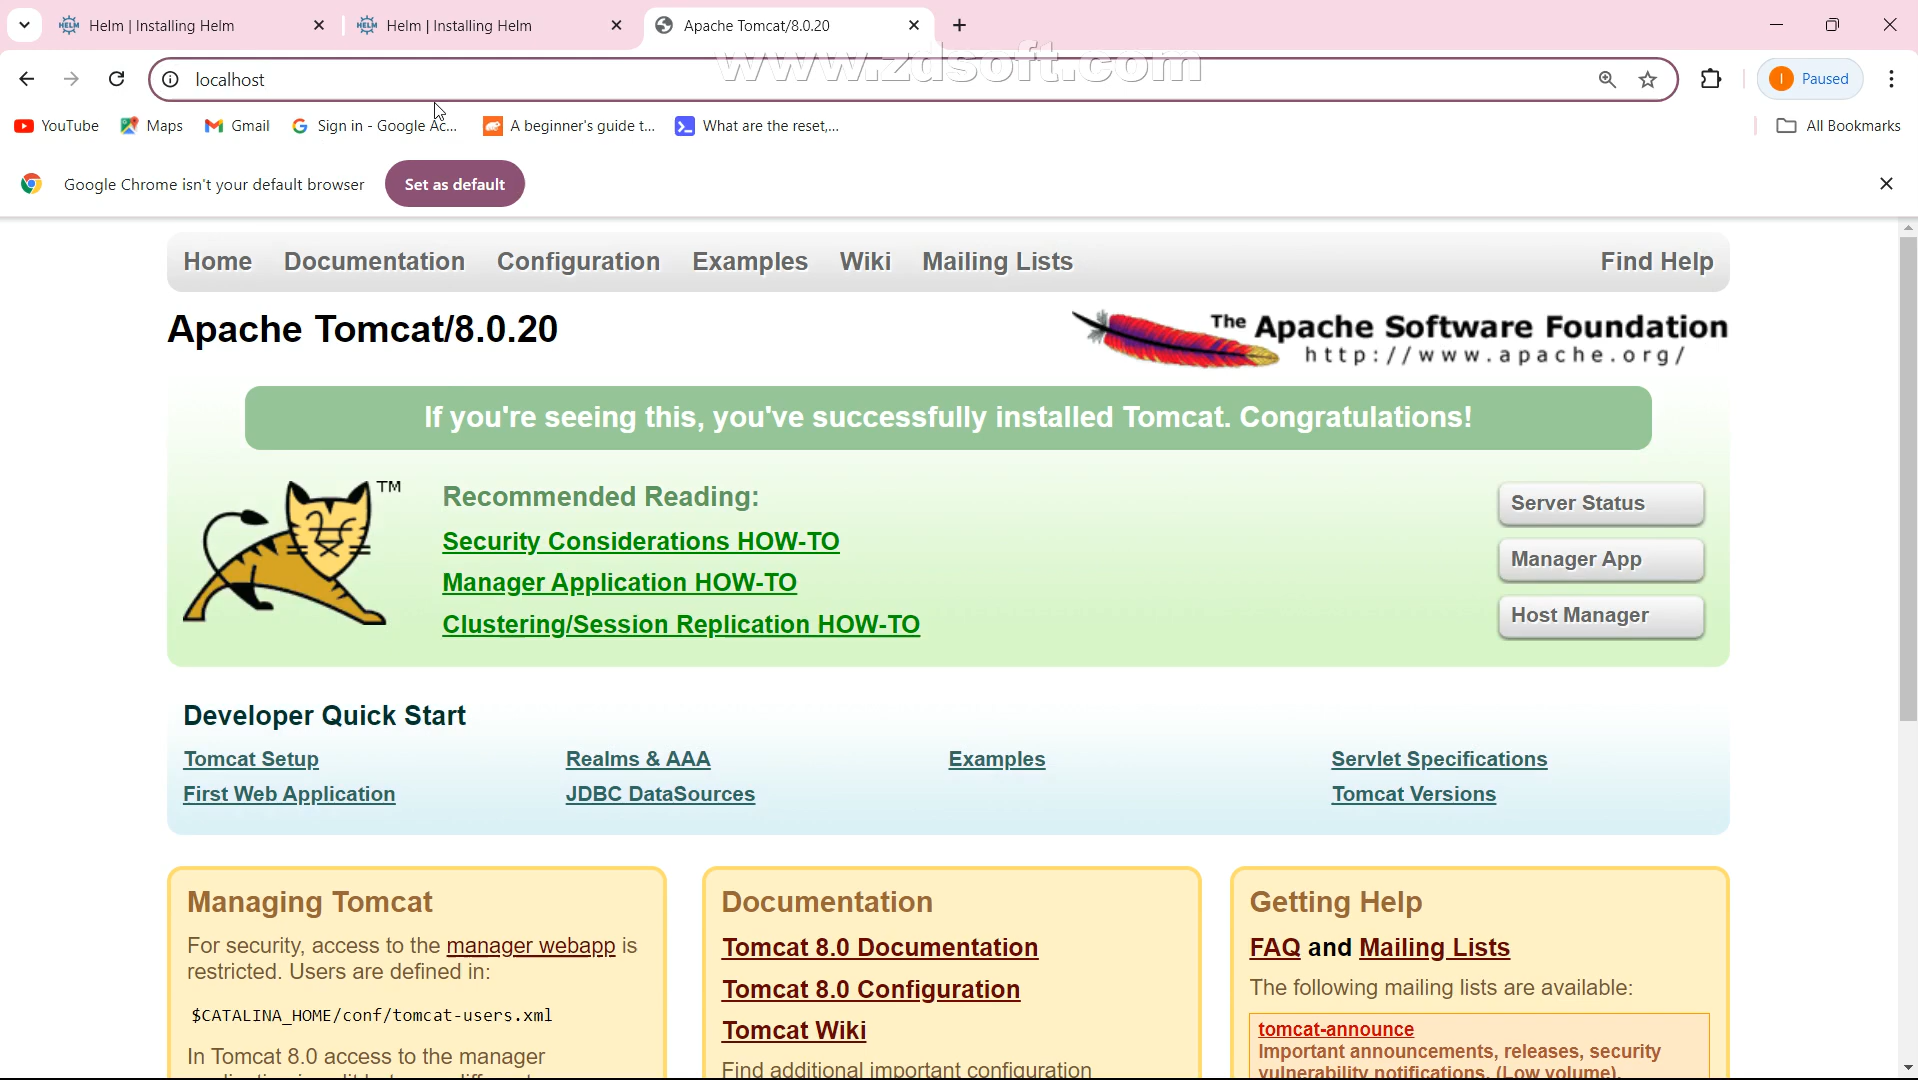 Helm | Installing Helm
Helm | Installing Helm
Apache Tomcat/8.0.20
www.zdsoft.com
localhost
I Paused
YouTube
Maps
Gmail
Sign in - Google Ac...
A beginner's guide t...
What are the reset,...
All Bookmarks
Google Chrome isn't your default browser
Set as default
Home Documentation Configuration Examples Wiki Mailing Lists Find Help
Apache Tomcat/8.0.20
The Apache Software Foundation
http://www.apache.org/
If you're seeing this, you've successfully installed Tomcat. Congratulations!
TM
Recommended Reading:
Security Considerations HOW-TO
Manager Application HOW-TO
Clustering/Session Replication HOW-TO
Server Status
Manager App
Host Manager
Developer Quick Start
Tomcat Setup Realms & AAA Examples Servlet Specifications
First Web Application JDBC DataSources Tomcat Versions
Managing Tomcat
For security, access to the manager webapp is
restricted. Users are defined in:
$CATALINA_HOME/conf/tomcat-users.xml
In Tomcat 8.0 access to the manager
Documentation
Tomcat 8.0 Documentation
Tomcat 8.0 Configuration
Tomcat Wiki
Find additional important configuration
Getting Help
FAQ and Mailing Lists
The following mailing lists are available:
tomcat-announce
Important announcements, releases, security
vulnerability notifications. (Low volume).